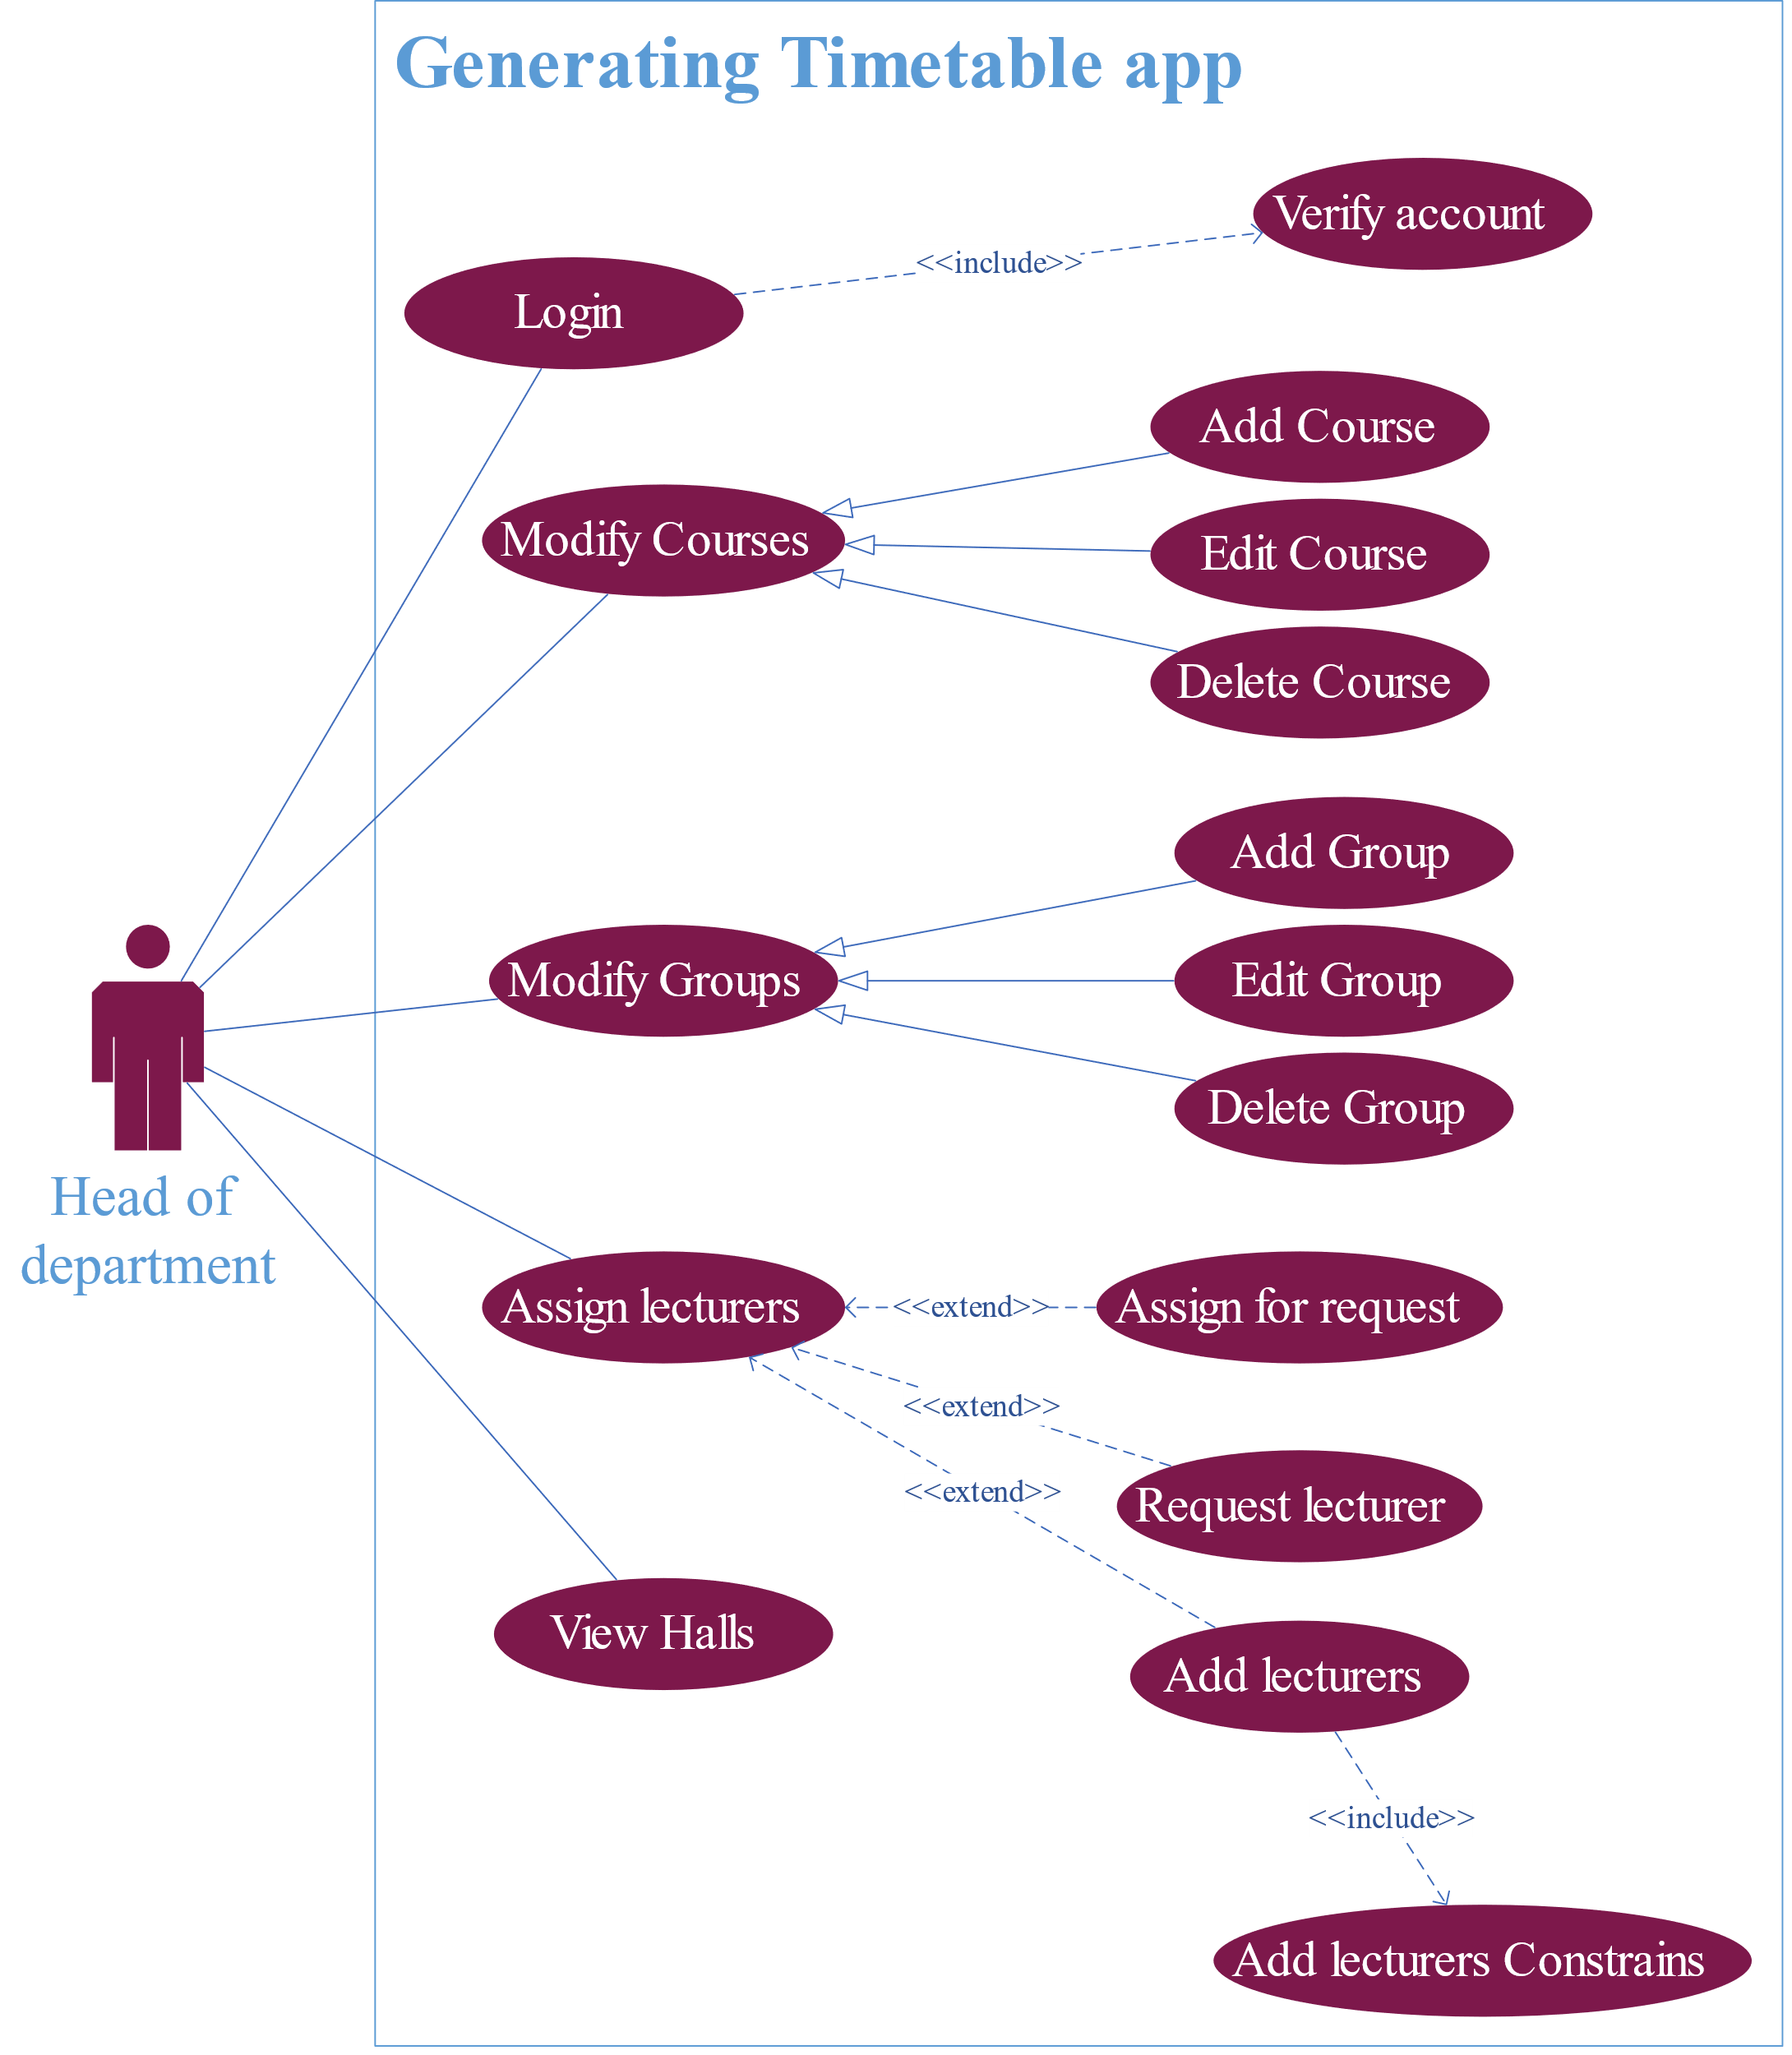 Generating Timetable app
Verify account
<<include>>
Login
Add Course
Modify Courses
Edit Course
Delete Course
Add Group
Modify Groups
Edit Group
Delete Group
Head of
department
Assign lecturers
<<extend>>
Assign for request
<<extend>>
<<extend>>
Request lecturer
View Halls
Add lecturers
<<include>>
Add lecturers Constrains